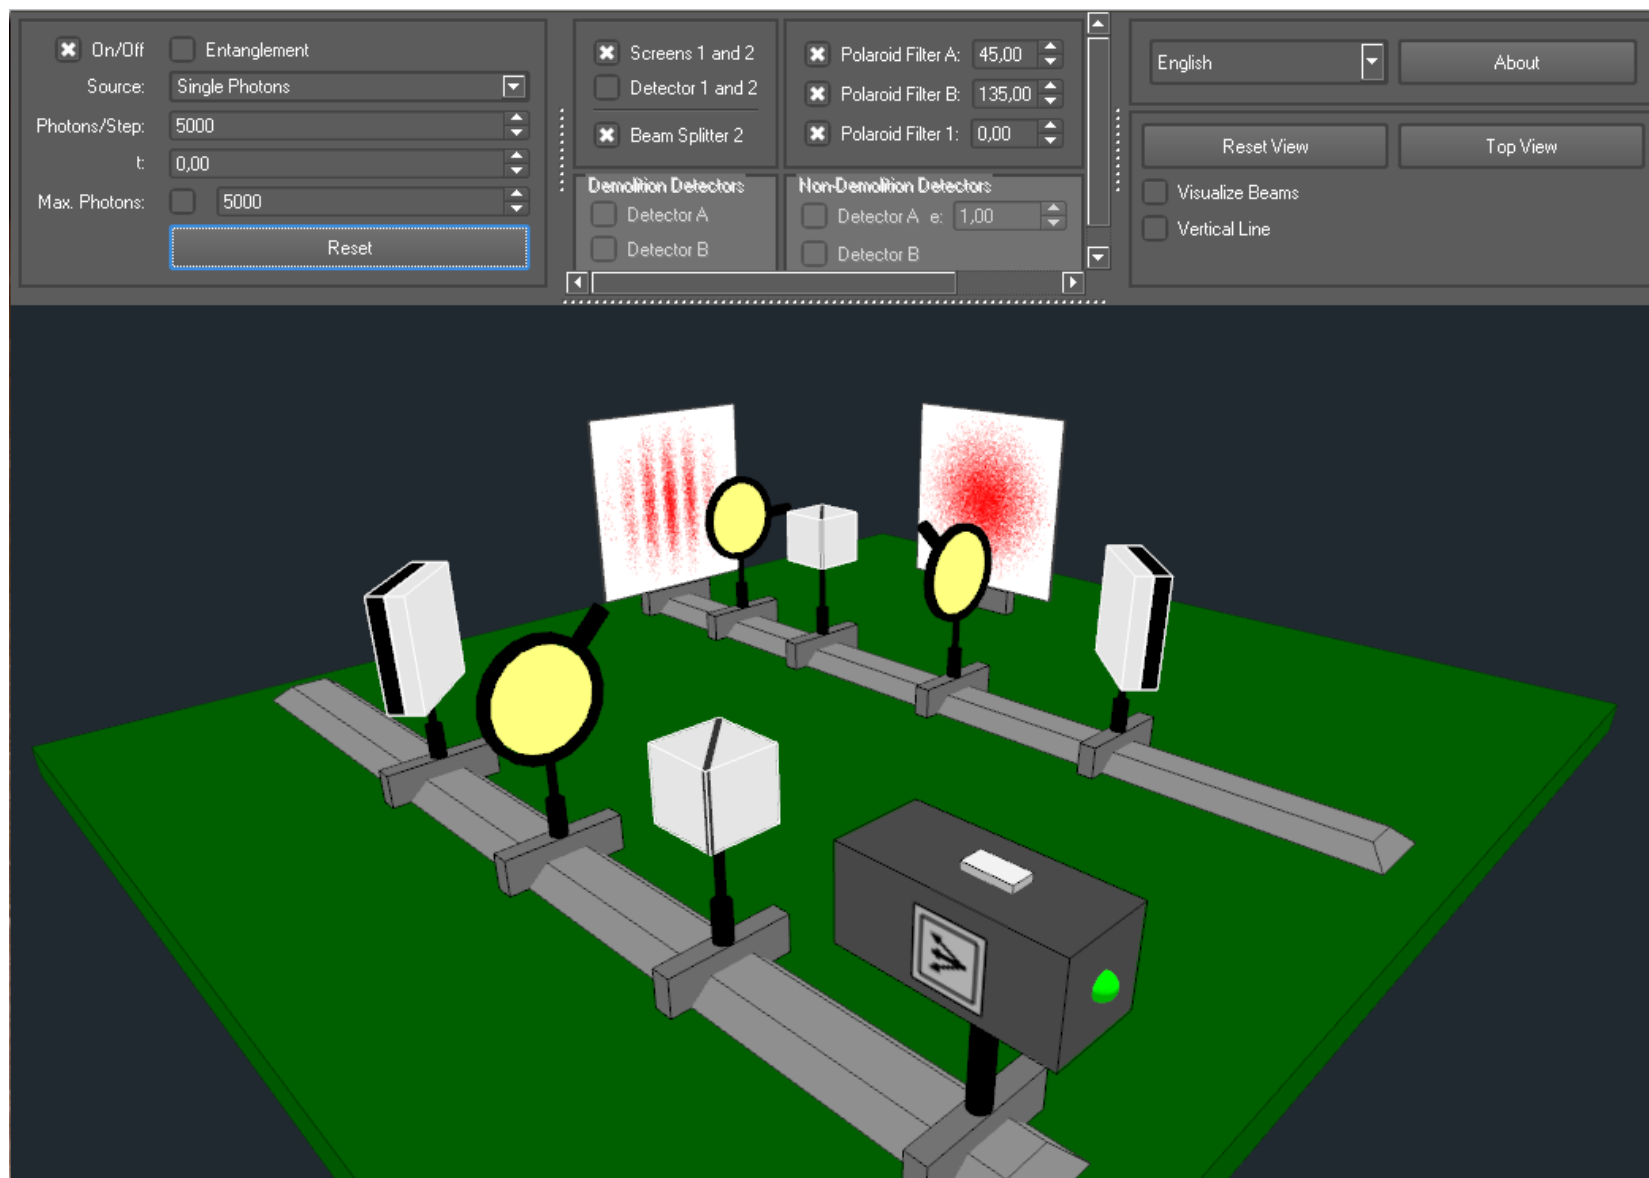 On/Off Entanglement
Source: Single Photons
Photons/Step: 5000
t: 0,00
Max. Photons: 5000
Reset
Screens 1 and 2
Detector 1 and 2
Beam Splitter 2
Polaroid Filter A: 45,00
Polaroid Filter B: 135,00
Polaroid Filter 1: 0,00
Demolition Detectors
Detector A
Detector B
Non-Demolition Detectors
Detector A e: 1,00
Detector B
English
About
Reset View
Top View
Visualize Beams
Vertical Line